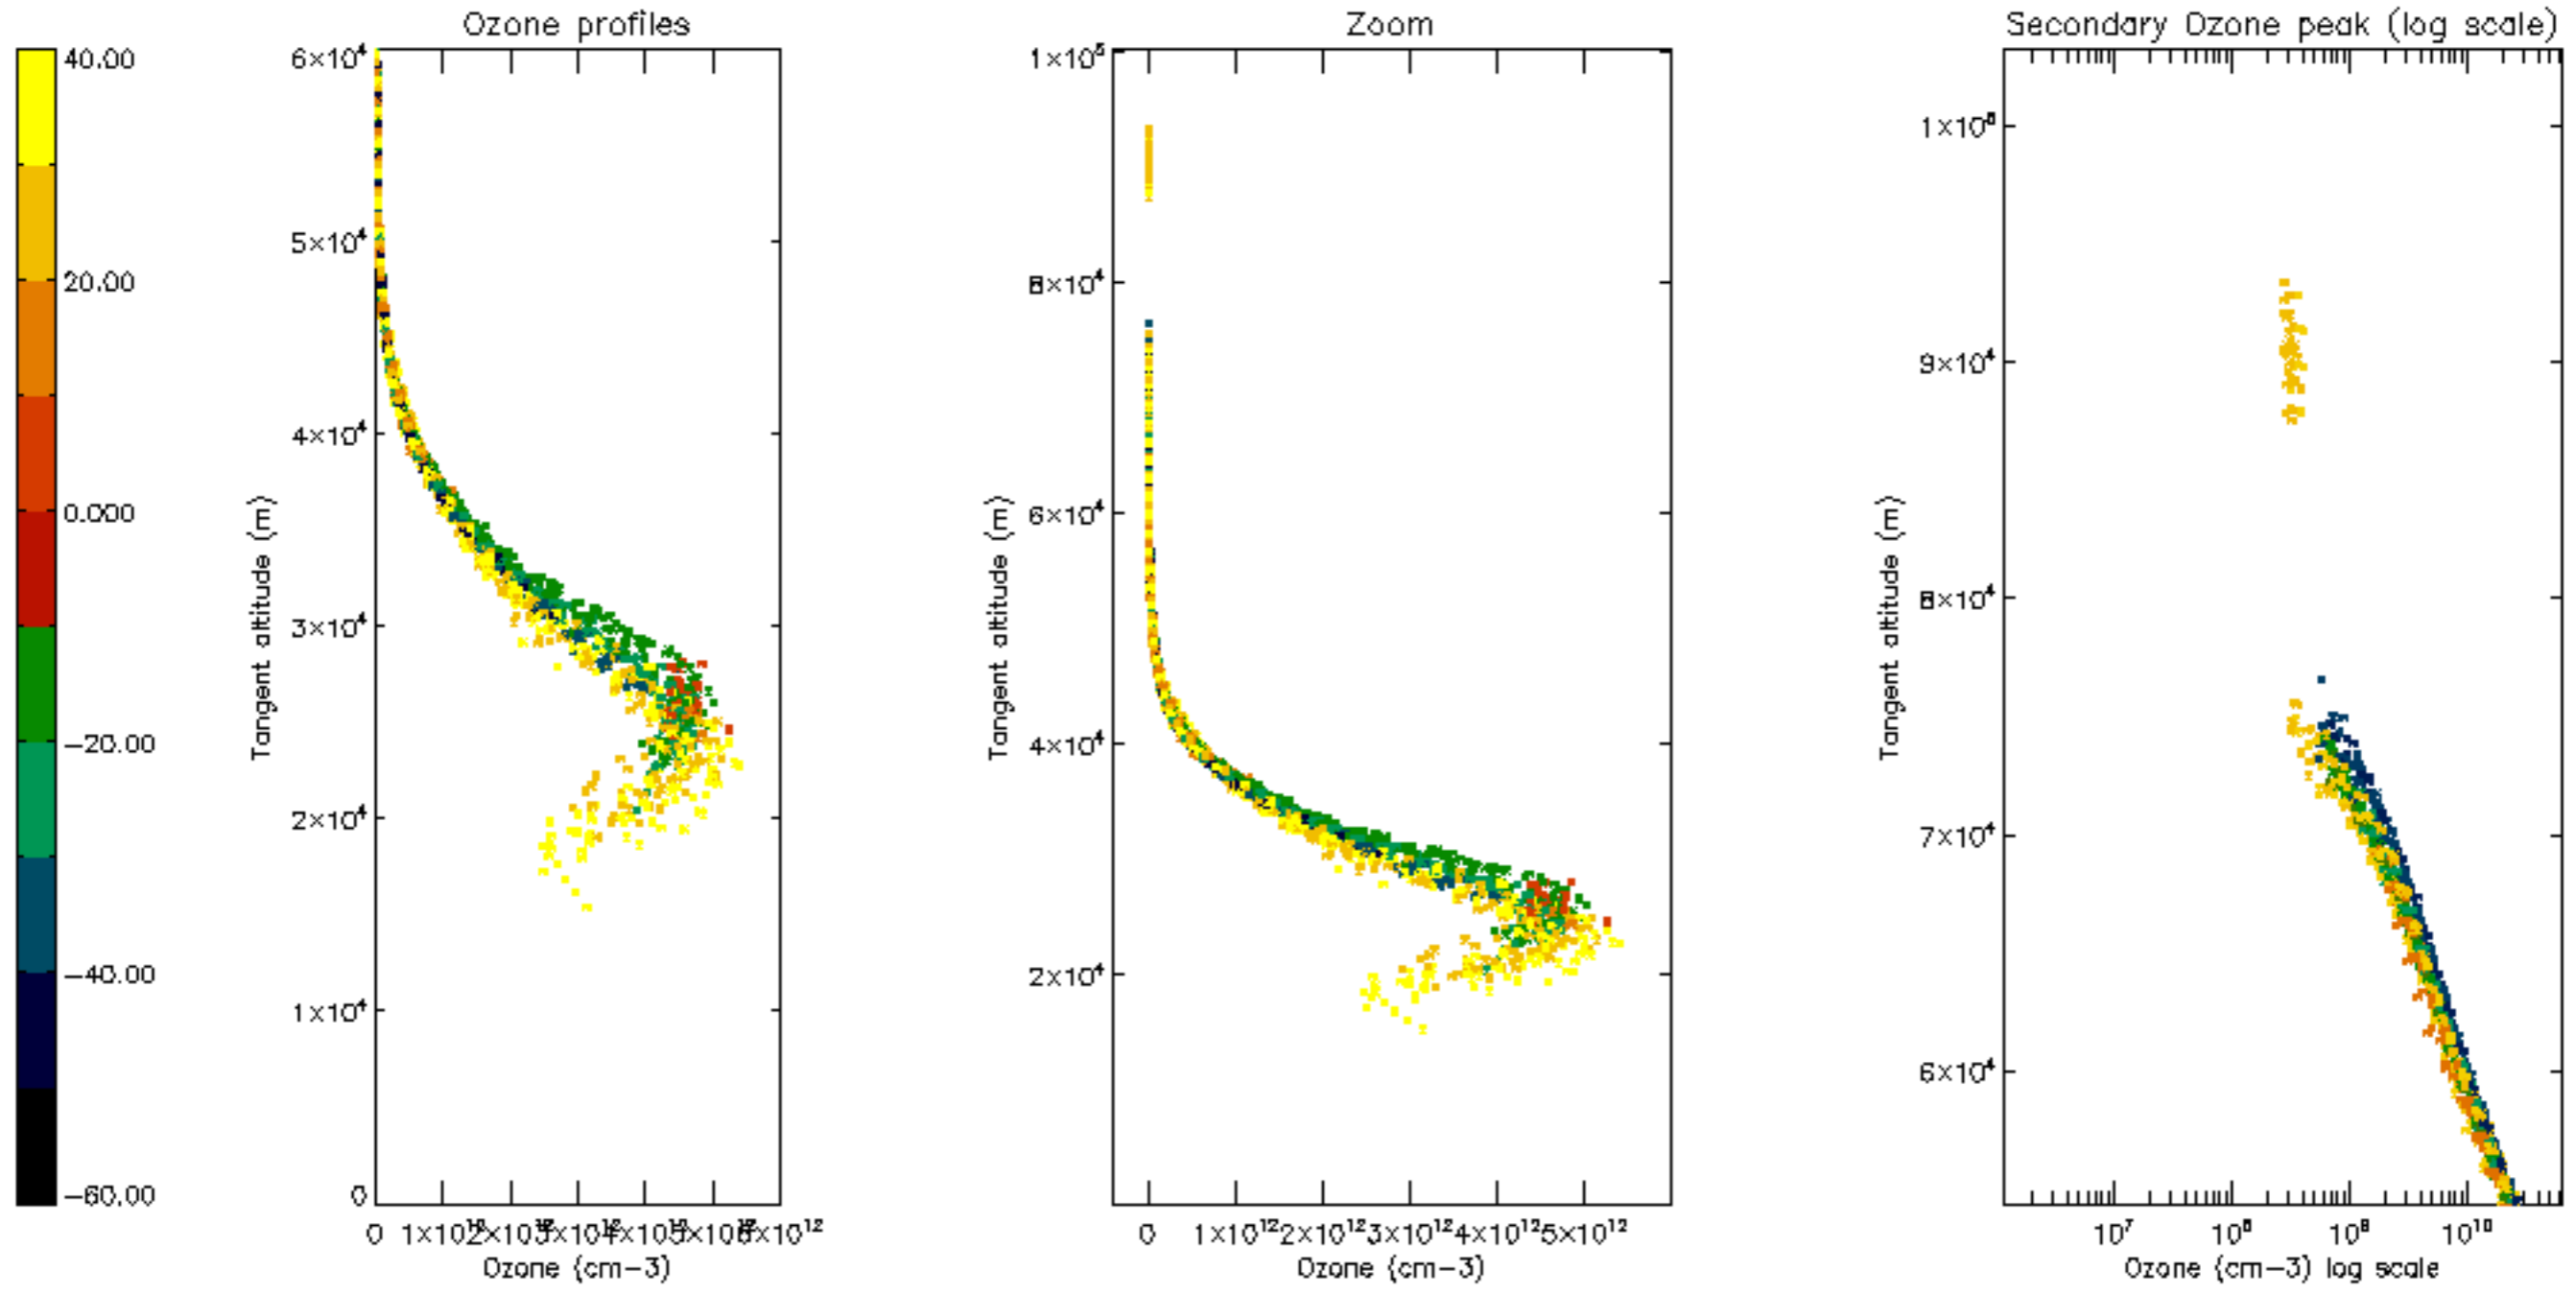 Ozone profiles
Zoom
Secondary Ozone peak (log scale)
40.00
20.00
0.000
-20.00
-40.00
-60.00
6×10⁴
5×10⁴
4×10⁴
3×10⁴
2×10⁴
1×10⁴
0
Tangent altitude (m)
0
Ozone (cm-3)
1×10⁵
8×10⁴
6×10⁴
4×10⁴
2×10⁴
Tangent altitude (m)
0 1×10¹² 2×10¹² 3×10¹² 4×10¹² 5×10¹²
Ozone (cm-3)
1×10⁵
9×10⁴
8×10⁴
7×10⁴
6×10⁴
Tangent altitude (m)
10⁷ 10⁸ 10⁹ 10¹⁰
Ozone (cm-3) log scale